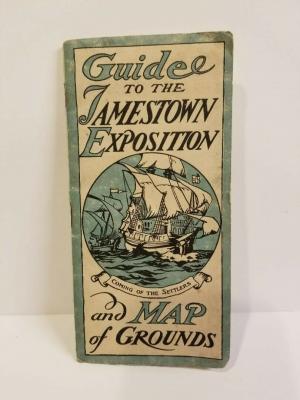 Guide
TO THE
JAMESTOWN
EXPOSITION
COMING OF THE SETTLERS
and MAP
of GROUNDS